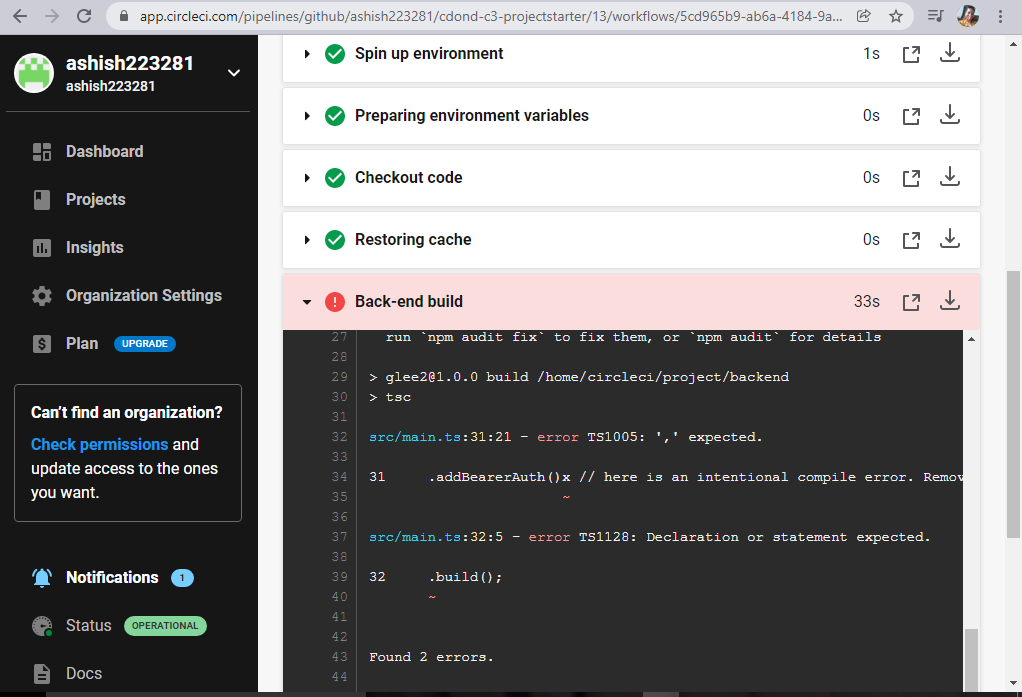 app.circleci.com/pipelines/github/ashish223281/cdond-c3-projectstarter/13/workflows/5cd965b9-ab6a-4184-9a...
ashish223281
ashish223281
Dashboard
Projects
Insights
Organization Settings
Plan UPGRADE
Can't find an organization?
Check permissions and
update access to the ones
you want.
Notifications 1
Status OPERATIONAL
Docs
Spin up environment 1s
Preparing environment variables 0s
Checkout code 0s
Restoring cache 0s
Back-end build 33s
27 run `npm audit fix` to fix them, or `npm audit` for details
28
29 > glee2@1.0.0 build /home/circleci/project/backend
30 > tsc
31
32 src/main.ts:31:21 - error TS1005: ',' expected.
33
34 31 .addBearerAuth()x // here is an intentional compile error. Remov
35 ~
36
37 src/main.ts:32:5 - error TS1128: Declaration or statement expected.
38
39 32 .build();
40 ~
41
42
43 Found 2 errors.
44